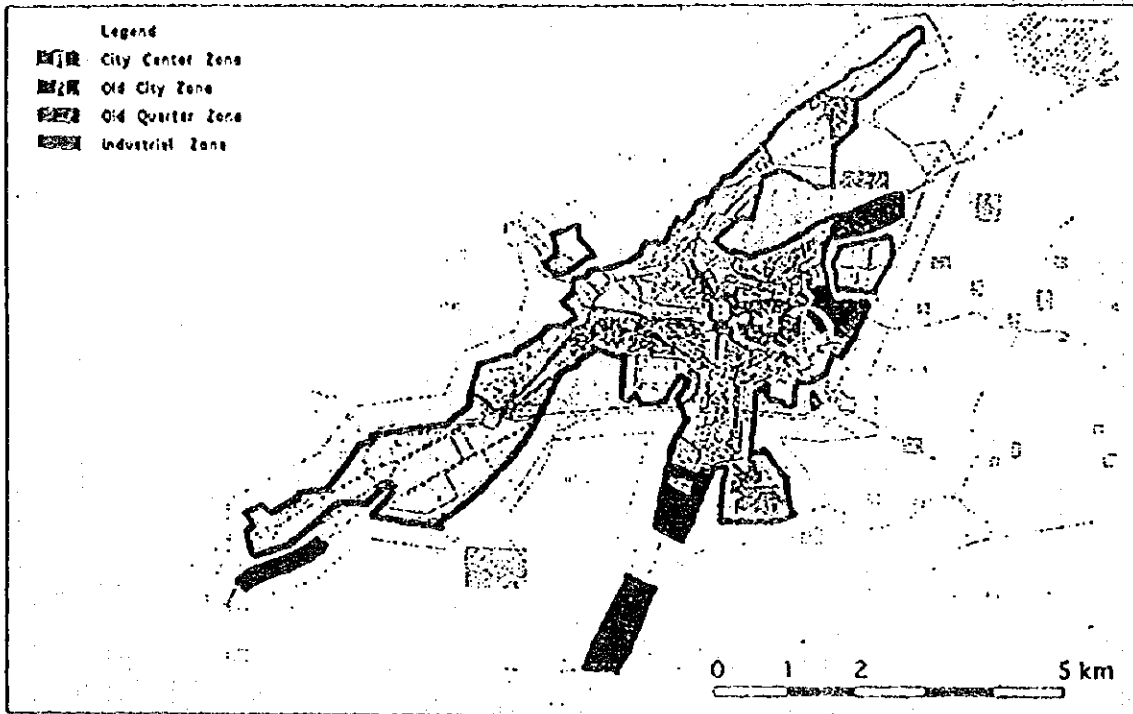 Legend
City Center Zone
Old City Zone
Old Quarter Zone
Industrial Zone
0 1 2 5 km